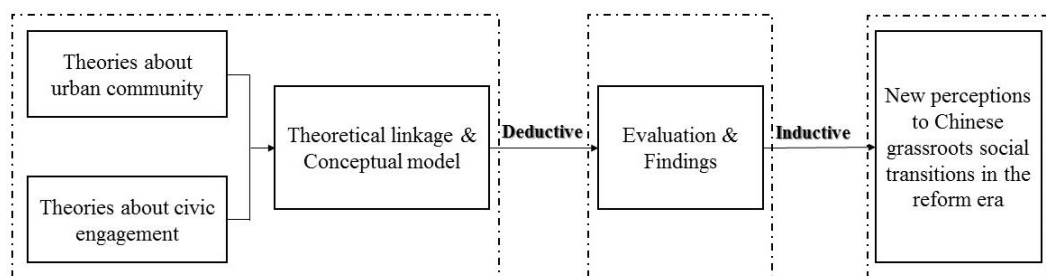 Theories about
urban community
Theories about civic
engagement
Theoretical linkage &
Conceptual model
Deductive
Evaluation &
Findings
Inductive
New perceptions
to Chinese
grassroots social
transitions in the
reform era